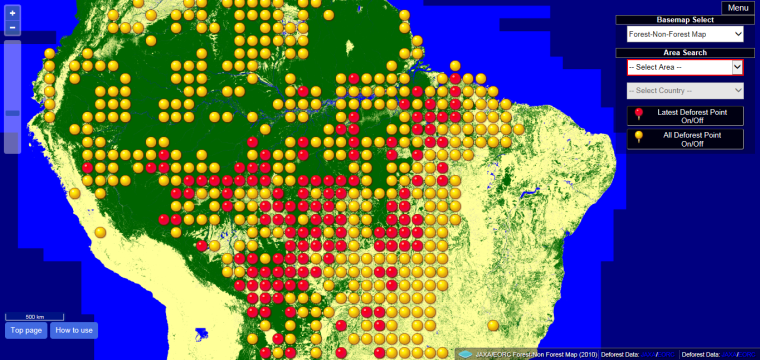 +
Menu
Basemap Select
Forest-Non-Forest Map
Area Search
-- Select Area --
-- Select Country --
Latest Deforest Point
On/Off
All Deforest Point
On/Off
500 km
Top page
How to use
JAXA/EORC Forest/Non Forest Map (2010) Deforest Data: Deforest Data: